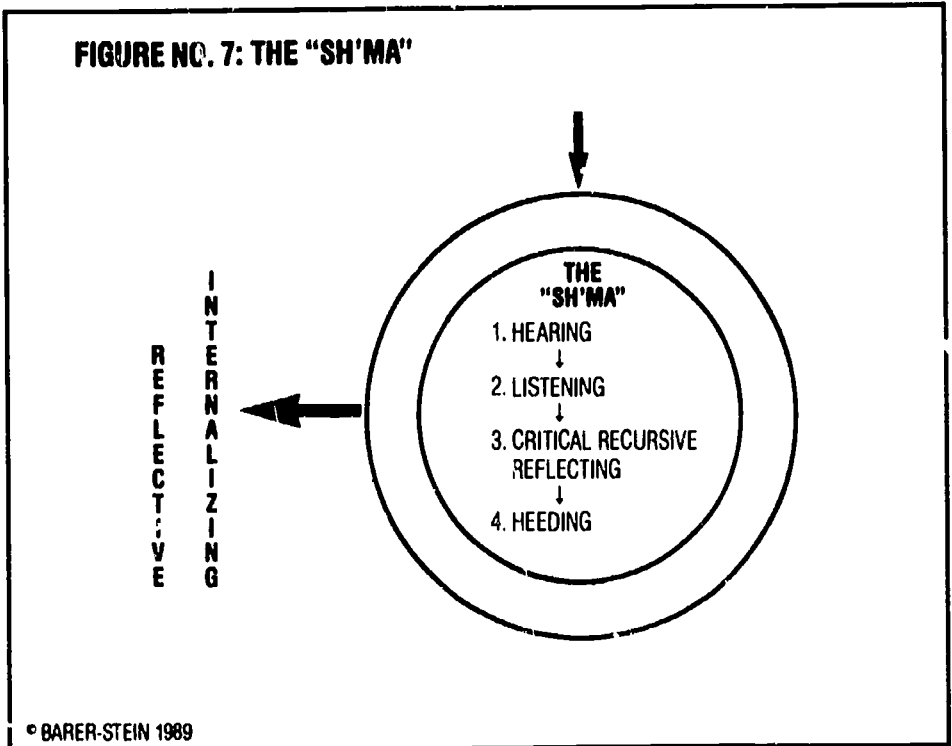 FIGURE NO. 7: THE "SH'MA"
THE
"SH'MA"
1. HEARING
↓
2. LISTENING
↓
3. CRITICAL RECURSIVE
REFLECTING
↓
4. HEEDING
REFLECTIVE
INTERNALIZING
© BARER-STEIN 1989